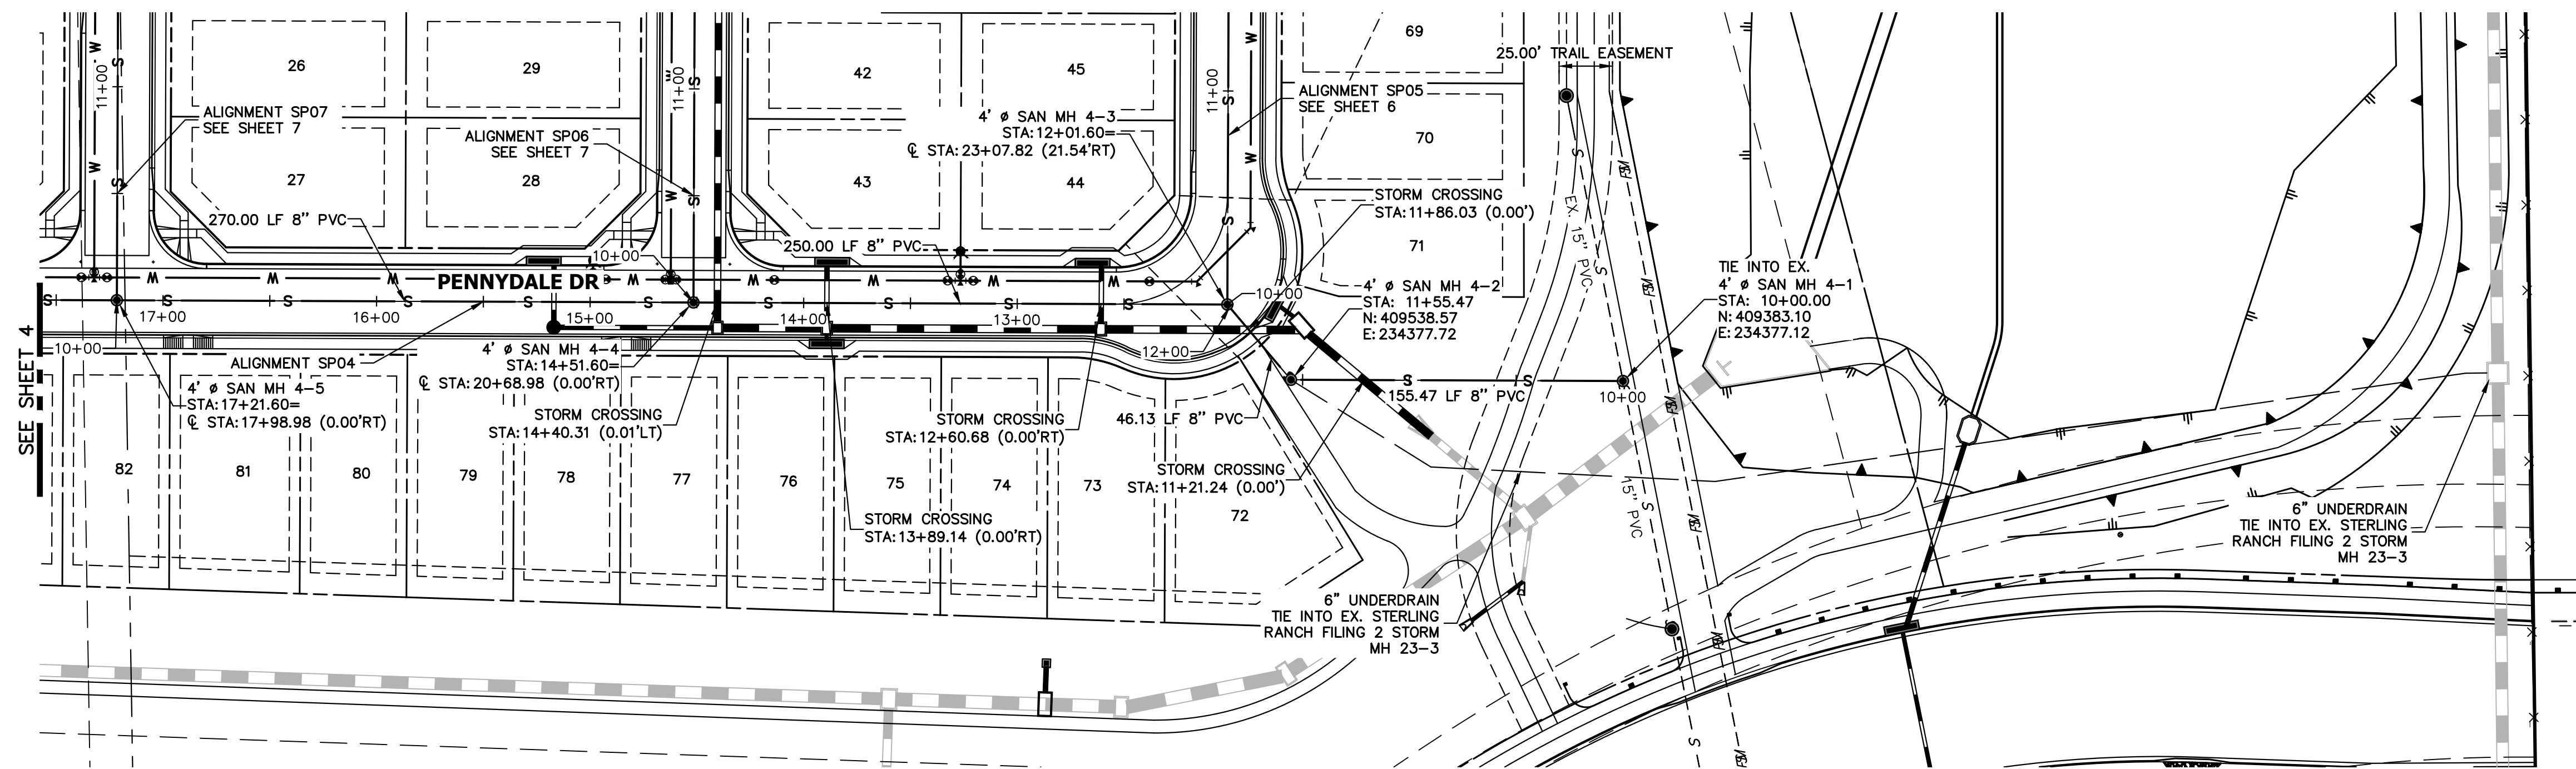 26
29
42
45
69
25.00' TRAIL EASEMENT
11+00
11+00
11+00
ALIGNMENT SP07
SEE SHEET 7
ALIGNMENT SP06
SEE SHEET 7
4' ø SAN MH 4-3
STA:12+01.60=
℄ STA:23+07.82 (21.54'RT)
ALIGNMENT SP05
SEE SHEET 6
70
27
28
43
44
STORM CROSSING
STA:11+86.03 (0.00')
71
270.00 LF 8" PVC
250.00 LF 8" PVC
10+00
PENNYDALE DR
EX. 15" PVC
TIE INTO EX.
4' ø SAN MH 4-1
STA: 10+00.00
N:409383.10
E:234377.12
4' ø SAN MH 4-2
STA: 11+55.47
N:409538.57
E:234377.72
10+00
17+00
16+00
15+00
14+00
13+00
12+00
10+00
SEE SHEET 4
ALIGNMENT SP04
4' ø SAN MH 4-5
STA:17+21.60=
℄ STA:17+98.98 (0.00'RT)
4' ø SAN MH 4-4
STA:14+51.60=
℄ STA:20+68.98 (0.00'RT)
STORM CROSSING
STA:14+40.31 (0.01'LT)
STORM CROSSING
STA:12+60.68 (0.00'RT)
46.13 LF 8" PVC
155.47 LF 8" PVC
10+00
STORM CROSSING
STA:11+21.24 (0.00')
82
81
80
79
78
77
76
75
74
73
72
STORM CROSSING
STA:13+89.14 (0.00'RT)
15" PVC
6" UNDERDRAIN
TIE INTO EX. STERLING
RANCH FILING 2 STORM
MH 23-3
6" UNDERDRAIN
TIE INTO EX. STERLING
RANCH FILING 2 STORM
MH 23-3